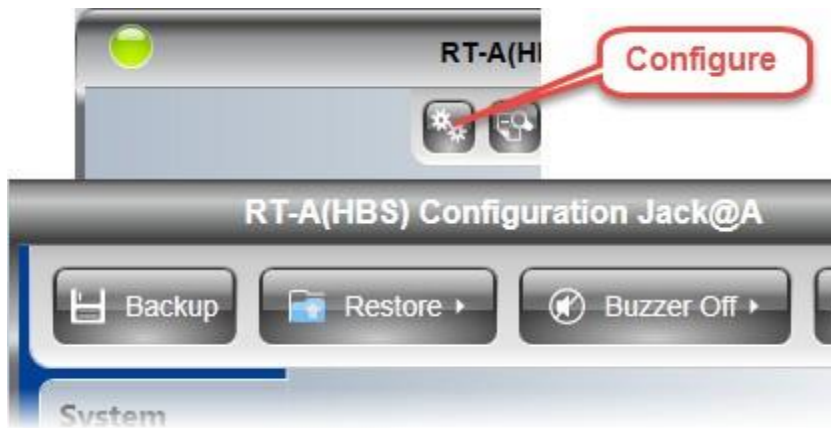 RT-A(H
Configure
RT-A(HBS) Configuration Jack@A
Backup
Restore
Buzzer Off
System